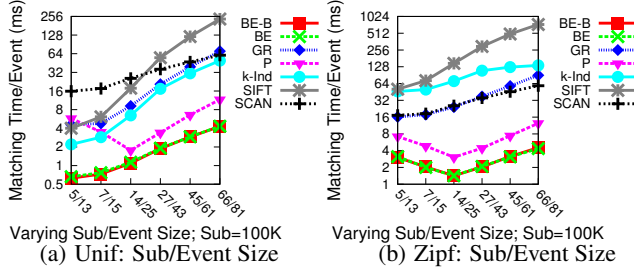 Matching Time/Event (ms)
256
128
64
32
16
8
4
2
1
0.5
5/13
7/15
14/25
27/43
45/61
66/81
BE-B
BE
GR
P
k-Ind
SIFT
SCAN
Varying Sub/Event Size; Sub=100K
(a) Unif: Sub/Event Size
Matching Time/Event (ms)
1024
512
256
128
64
32
16
8
4
2
1
5/13
7/15
14/25
27/43
45/61
66/81
BE-B
BE
GR
P
k-Ind
SIFT
SCAN
Varying Sub/Event Size; Sub=100K
(b) Zipf: Sub/Event Size